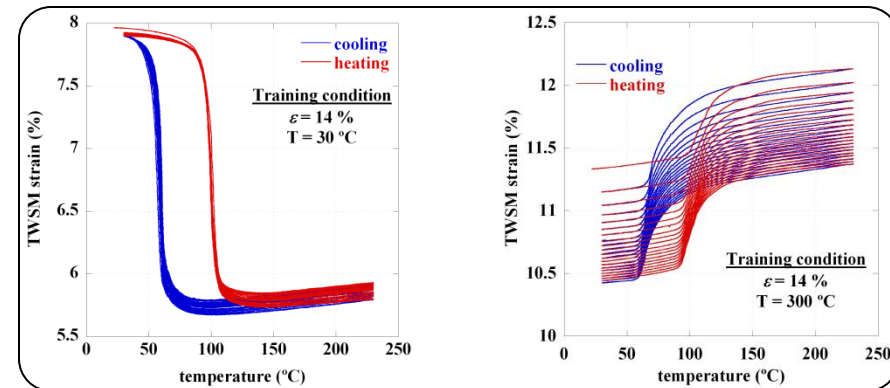 8
7.5
7
6.5
6
5.5
TWSM strain (%)
cooling
heating
Training condition
ε = 14 %
T = 30 ºC
0
50
100
150
200
250
temperature (ºC)
12.5
12
11.5
11
10.5
10
TWSM strain (%)
cooling
heating
Training condition
ε = 14 %
T = 300 ºC
0
50
100
150
200
250
temperature (ºC)